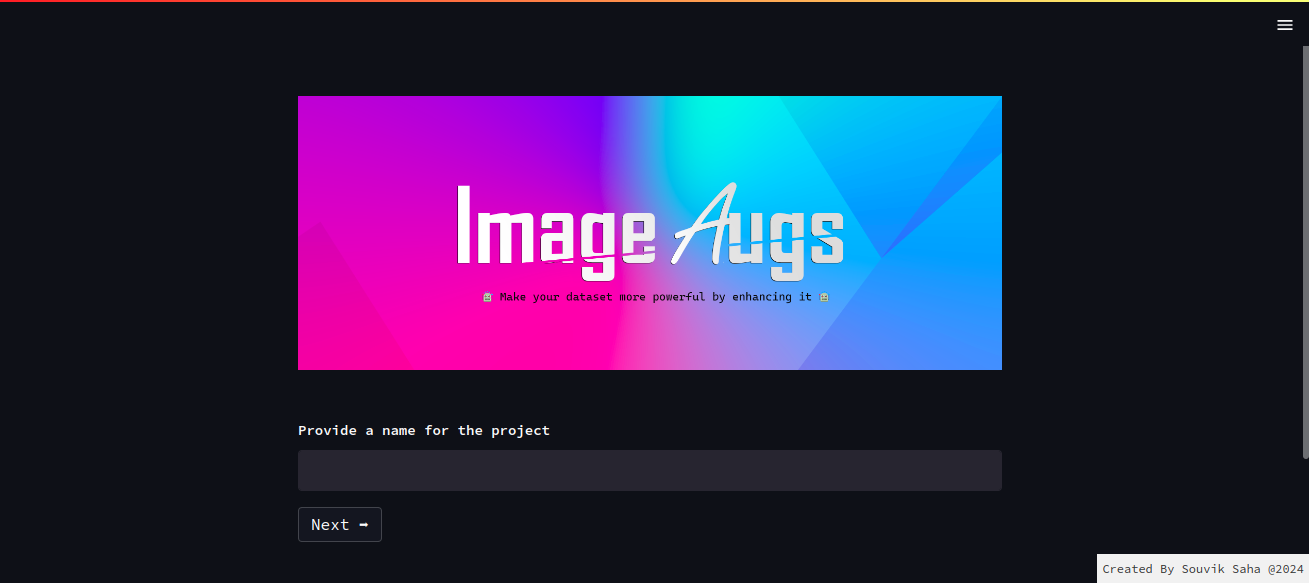 Image Augs
🤖 Make your dataset more powerful by enhancing it 🤖
Provide a name for the project
Next ➡
Created By Souvik Saha @2024